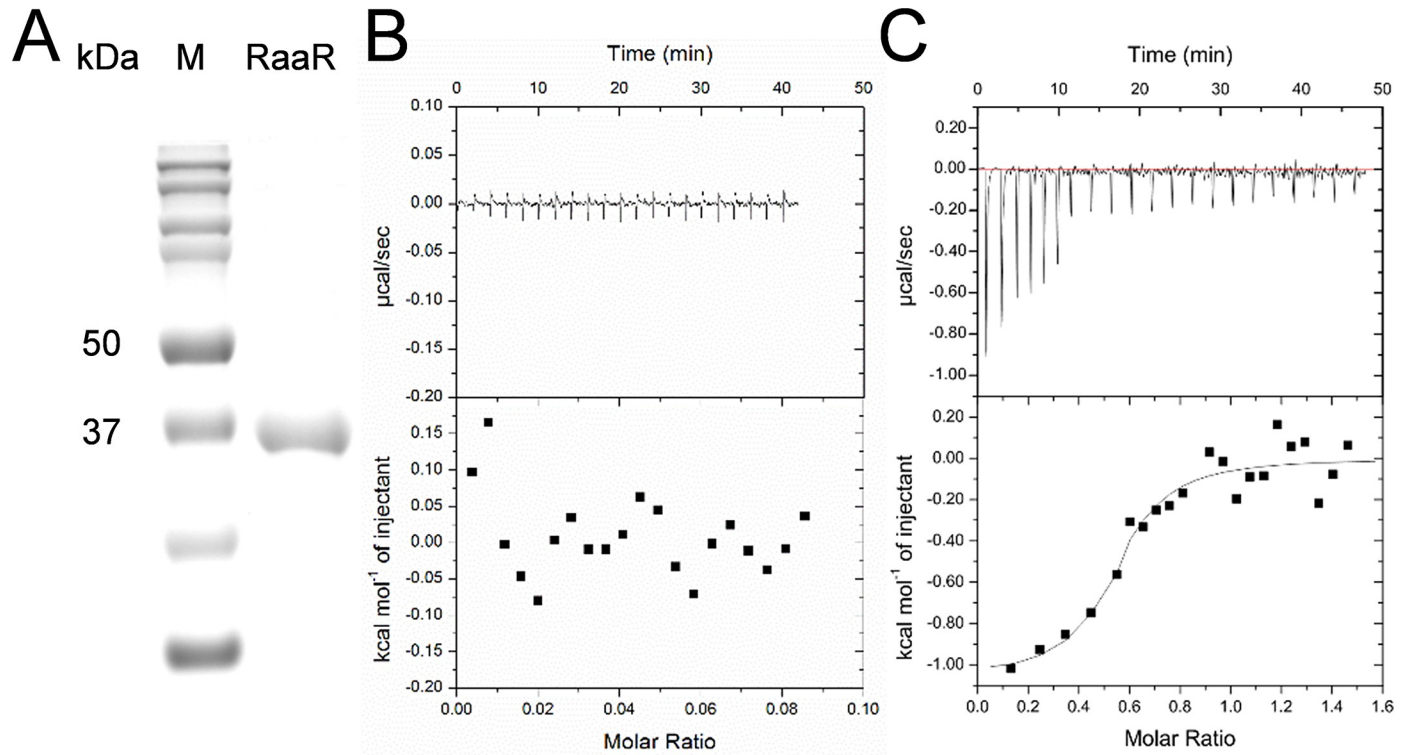 A
kDa M RaaR
50
37
B
Time (min)
0 10 20 30 40 50
0.10
0.05
0.00
-0.05
-0.10
-0.15
-0.20
µcal/sec
0.15
0.10
0.05
0.00
-0.05
-0.10
-0.15
-0.20
kcal mol⁻¹ of injectant
0.00 0.02 0.04 0.06 0.08 0.10
Molar Ratio
C
Time (min)
0 10 20 30 40 50
0.20
0.00
-0.20
-0.40
-0.60
-0.80
-1.00
µcal/sec
0.20
0.00
-0.20
-0.40
-0.60
-0.80
-1.00
kcal mol⁻¹ of injectant
0.0 0.2 0.4 0.6 0.8 1.0 1.2 1.4 1.6
Molar Ratio